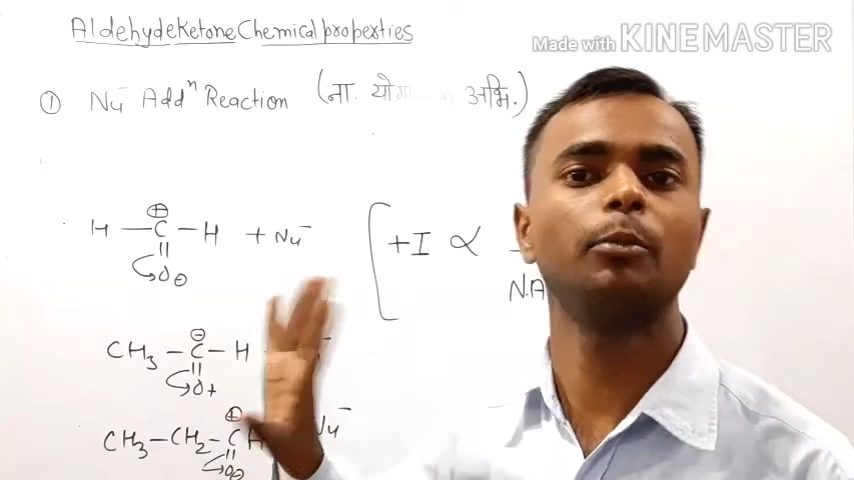 Made with KINEMASTER
Aldehyde Ketone Chemical properties
① Nu⁻ Addⁿ Reaction (ना. अभि.)
⊕
H — C — H + Nu⁻ [ +I ∝
||
O⊖ N.A
⊖
CH₃ — C — H
||
O+
⊕
CH₃ — CH₂ — C H Nu⁻
||
O⊖